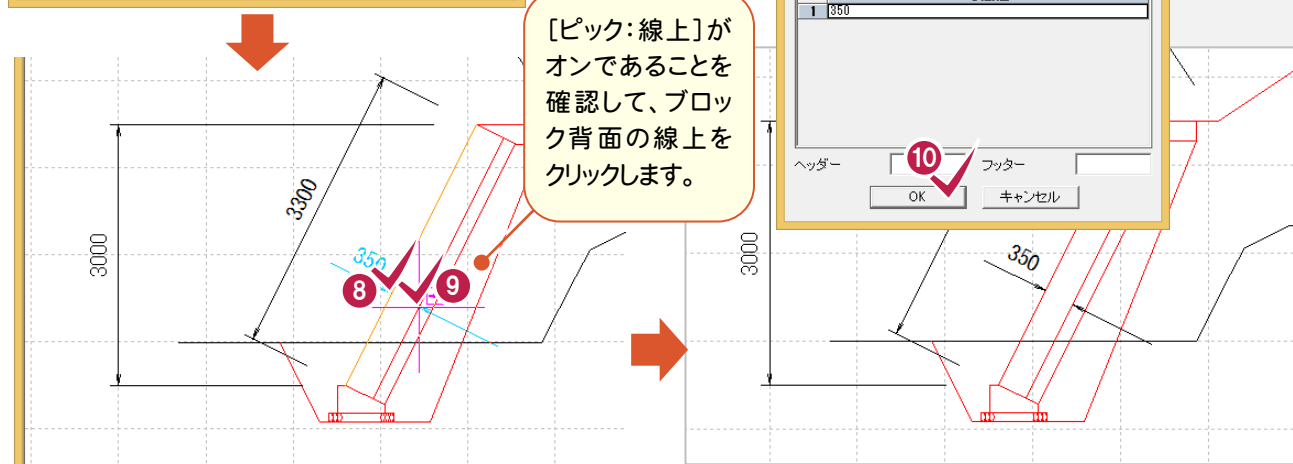 [ピック：線上]が
オンであることを
確認して、ブロッ
ク背面の線上を
クリックします。
1 350
ヘッダー フッター
10
OK キャンセル
3300
3000
350
8 9
3000
350